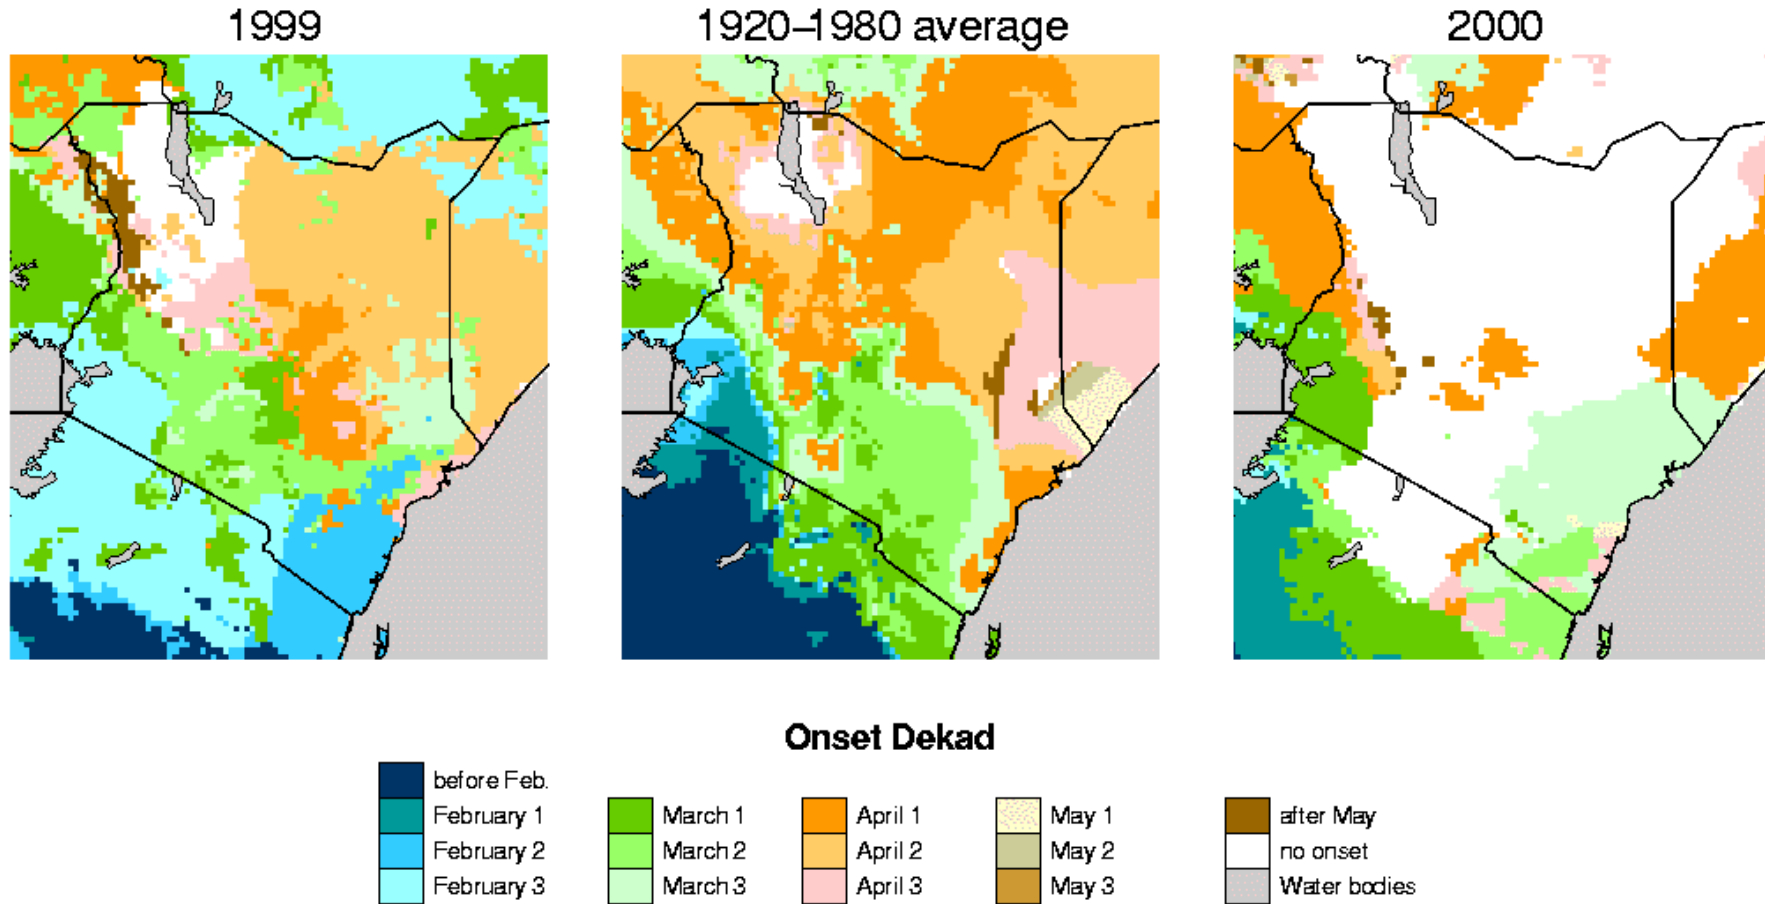 1999
1920–1980 average
2000
Onset Dekad
before Feb.
February 1
February 2
February 3
March 1
March 2
March 3
April 1
April 2
April 3
May 1
May 2
May 3
after May
no onset
Water bodies